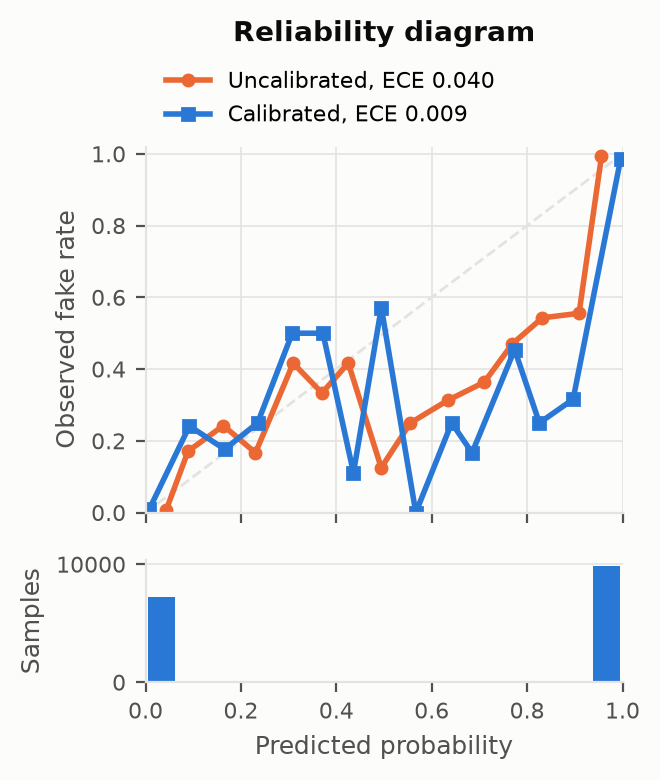 Reliability diagram
Uncalibrated, ECE 0.040
Calibrated, ECE 0.009
1.0
0.8
0.6
0.4
0.2
0.0
Observed fake rate
10000
0
Samples
0.0 0.2 0.4 0.6 0.8 1.0
Predicted probability